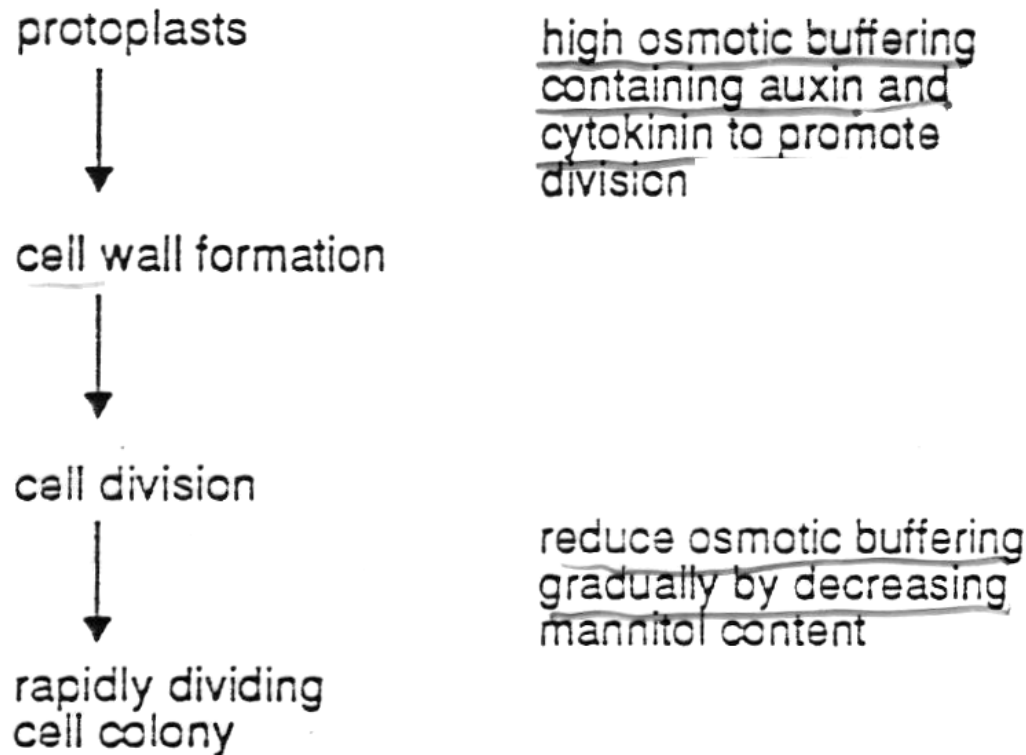 protoplasts
high osmotic buffering
containing auxin and
cytokinin to promote
division
cell wall formation
cell division
reduce osmotic buffering
gradually by decreasing
mannitol content
rapidly dividing
cell colony